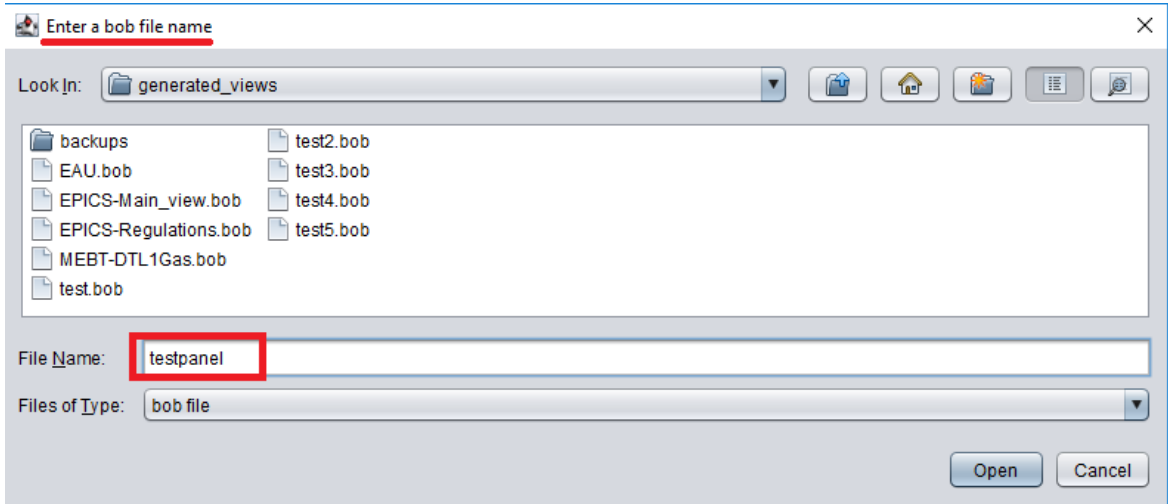 Enter a bob file name
Look In: generated_views
backups
EAU.bob
EPICS-Main_view.bob
EPICS-Regulations.bob
MEBT-DTL1Gas.bob
test.bob
test2.bob
test3.bob
test4.bob
test5.bob
File Name: testpanel
Files of Type: bob file
Open Cancel